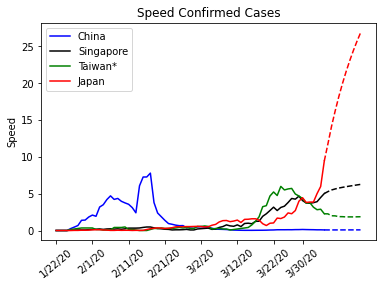 Speed Confirmed Cases
China
Singapore
Taiwan*
Japan
Speed
25
20
15
10
5
0
1/22/20
2/1/20
2/11/20
2/21/20
3/2/20
3/12/20
3/22/20
3/30/20